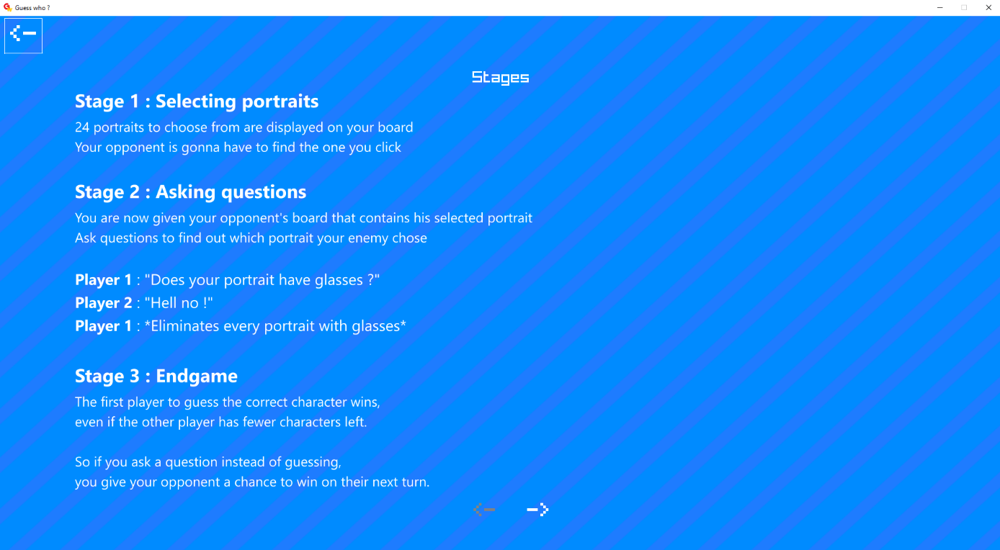 Guess who ?
Stages
Stage 1 : Selecting portraits
24 portraits to choose from are displayed on your board
Your opponent is gonna have to find the one you click
Stage 2 : Asking questions
You are now given your opponent's board that contains his selected portrait
Ask questions to find out which portrait your enemy chose
Player 1 : "Does your portrait have glasses ?"
Player 2 : "Hell no !"
Player 1 : *Eliminates every portrait with glasses*
Stage 3 : Endgame
The first player to guess the correct character wins,
even if the other player has fewer characters left.
So if you ask a question instead of guessing,
you give your opponent a chance to win on their next turn.